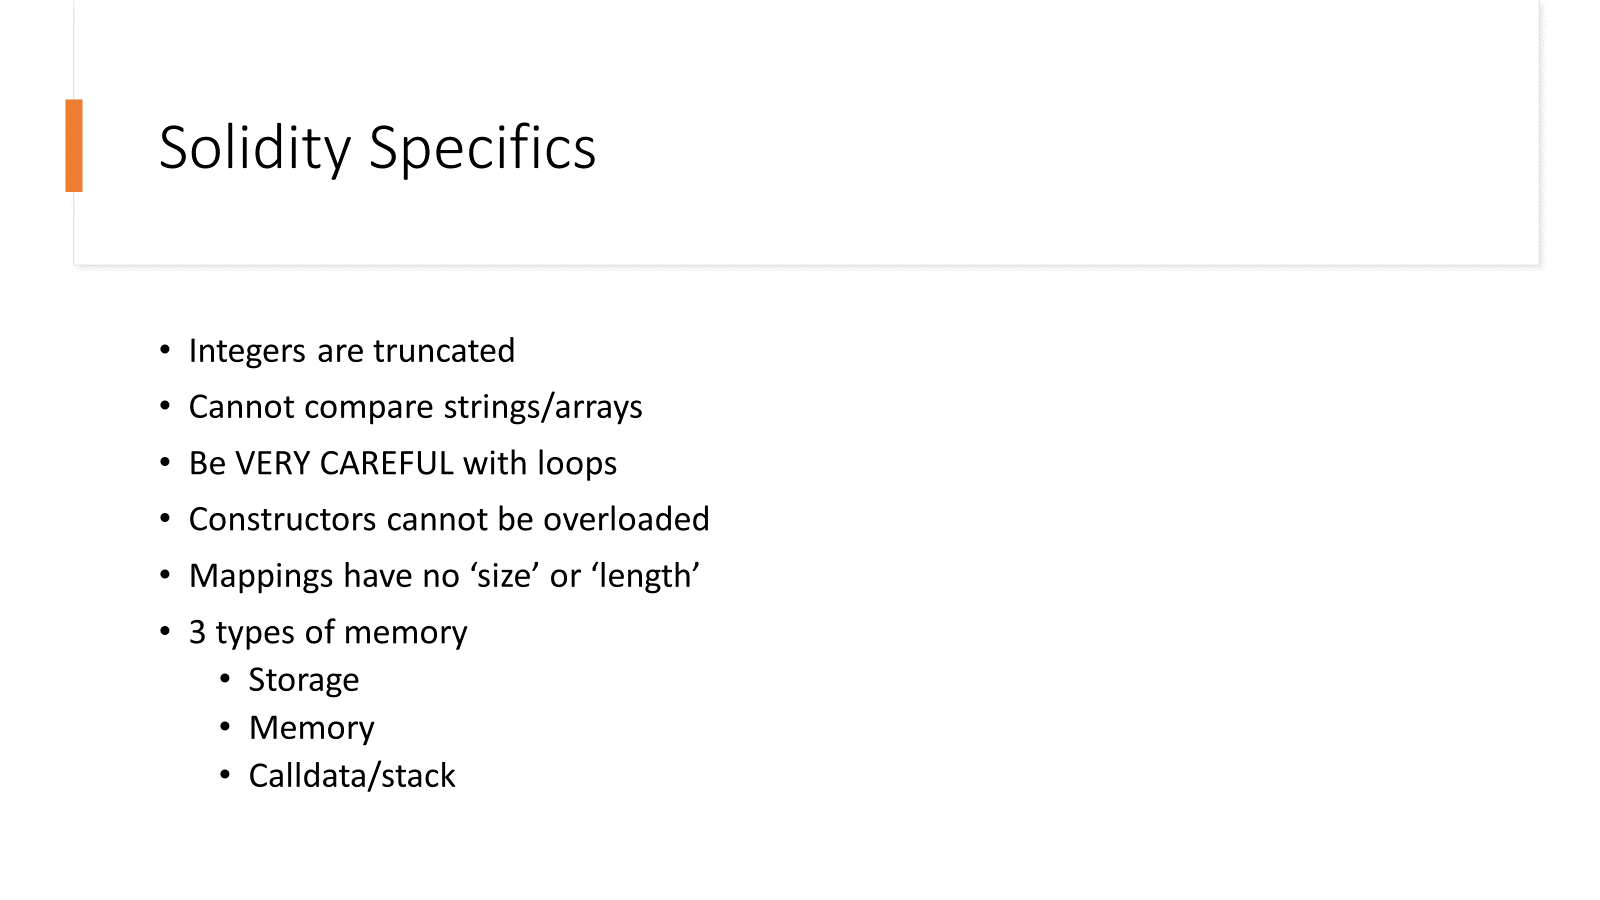 Solidity Specifics
• Integers are truncated
• Cannot compare strings/arrays
• Be VERY CAREFUL with loops
• Constructors cannot be overloaded
• Mappings have no ‘size’ or ‘length’
• 3 types of memory
• Storage
• Memory
• Calldata/stack